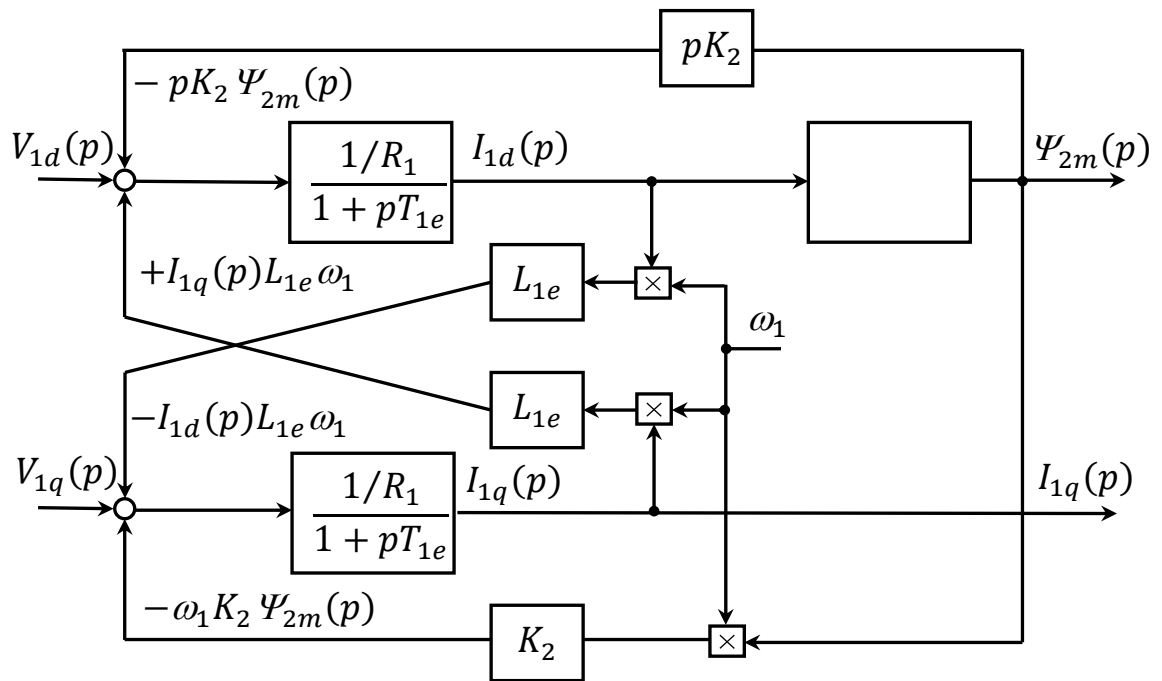 pK₂
− pK₂ Ψ₂ₘ(p)
V₁d(p)
1/R₁
1 + pT₁ₑ
I₁d(p)
Ψ₂ₘ(p)
+I₁q(p)L₁ₑω₁
L₁ₑ
×
ω₁
L₁ₑ
×
−I₁d(p)L₁ₑω₁
V₁q(p)
1/R₁
1 + pT₁ₑ
I₁q(p)
I₁q(p)
−ω₁K₂ Ψ₂ₘ(p)
K₂
×